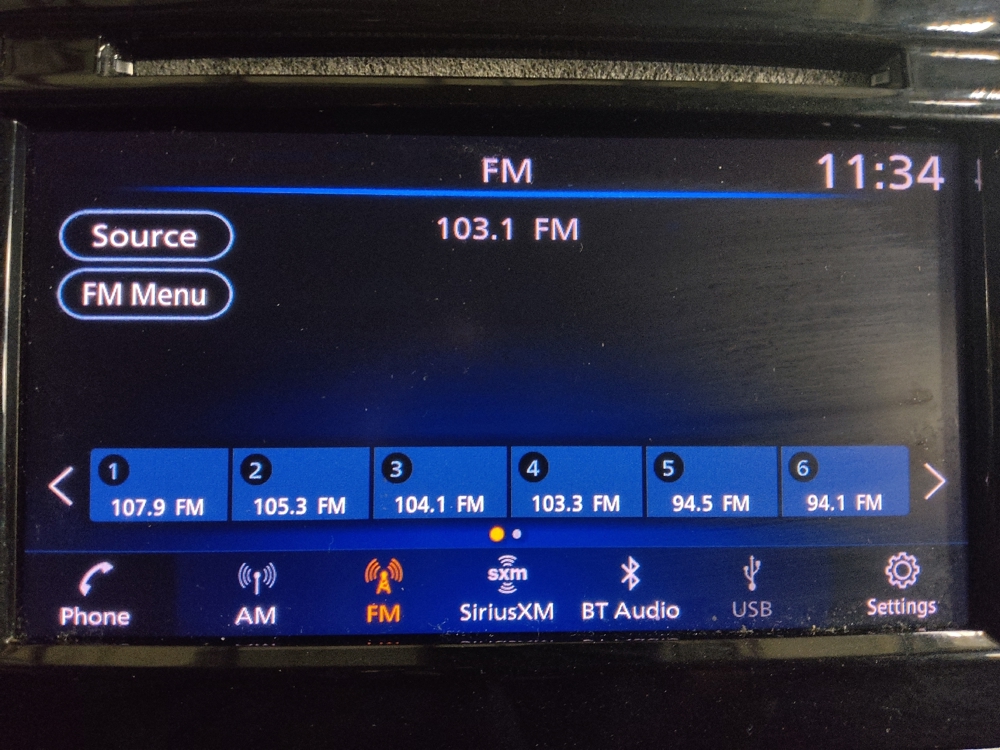 FM
11:34
Source
103.1 FM
FM Menu
1
2
3
4
5
6
107.9 FM
105.3 FM
104.1 FM
103.3 FM
94.5 FM
94.1 FM
sxm
Phone
AM
FM
SiriusXM
BT Audio
USB
Settings